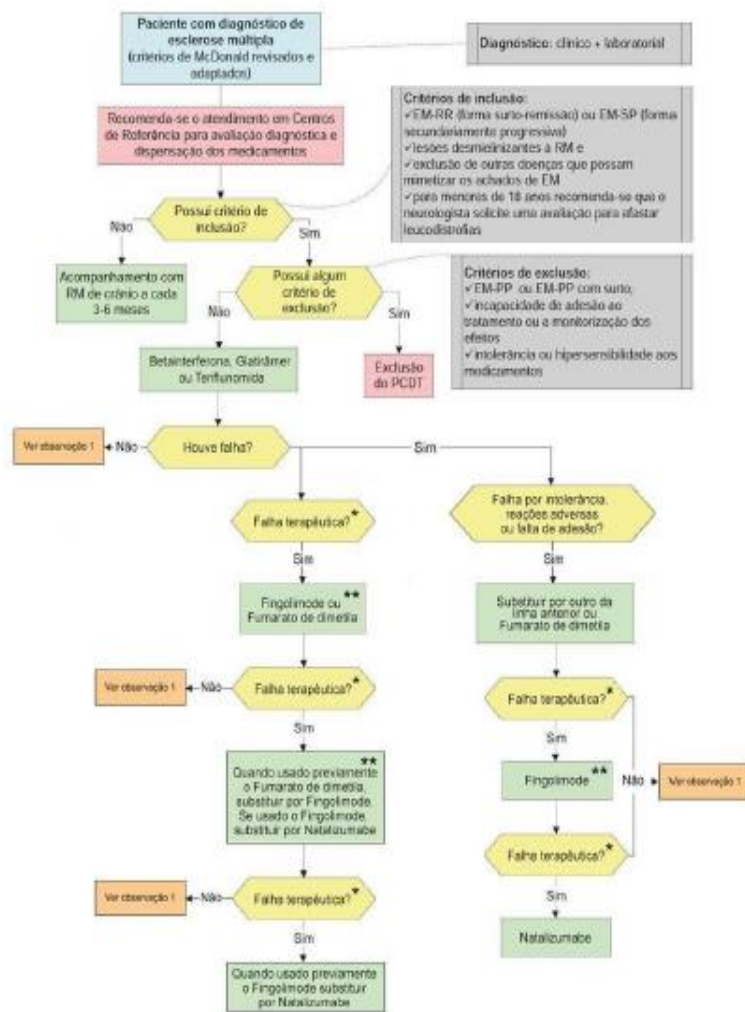 Paciente com diagnóstico de
esclerose múltipla
(critérios de McDonald revisados e
adaptados)
Diagnóstico: clínico + laboratorial
Recomenda-se o atendimento em Centros
de Referência para avaliação diagnóstica e
dispensação dos medicamentos
Critérios de inclusão:
✓EM-RR (forma surto-remissão) ou EM-SP (forma
secundariamente progressiva)
✓lesões desmielinizantes à RM e
✓exclusão de outras doenças que possam
mimetizar os achados de EM
✓para menores de 18 anos recomenda-se que o
neurologista solicite uma avaliação para afastar
leucodistrofias
Possui critério de
inclusão?
Não
Sim
Acompanhamento com
RM de crânio a cada
3-6 meses
Possui algum
critério de
exclusão?
Critérios de exclusão:
✓EM-PP ou EM-PP com surto;
✓incapacidade de adesão ao
tratamento ou a monitorização dos
efeitos
✓intolerância ou hipersensibilidade aos
medicamentos
Não
Sim
Betainterferona, Glatirâmer
ou Teriflunomida
Exclusão
do PCDT
Ver observação 1
Não
Houve falha?
Sim
Falha terapêutica?*
Falha por intolerância,
reações adversas
ou falta de adesão?
Sim
Sim
Fingolimode ou **
Fumarato de dimetila
Substituir por outro da
linha anterior ou
Fumarato de dimetila
Ver observação 1
Não
Falha terapêutica?*
Falha terapêutica?*
Sim
Sim
**
Quando usado previamente
o Fumarato de dimetila,
substituir por Fingolimode.
Se usado o Fingolimode,
substituir por Natalizumabe
Fingolimode **
Não
Ver observação 1
Falha terapêutica?*
Ver observação 1
Não
Falha terapêutica?*
Sim
Sim
Natalizumabe
Quando usado previamente
o Fingolimode substituir
por Natalizumabe